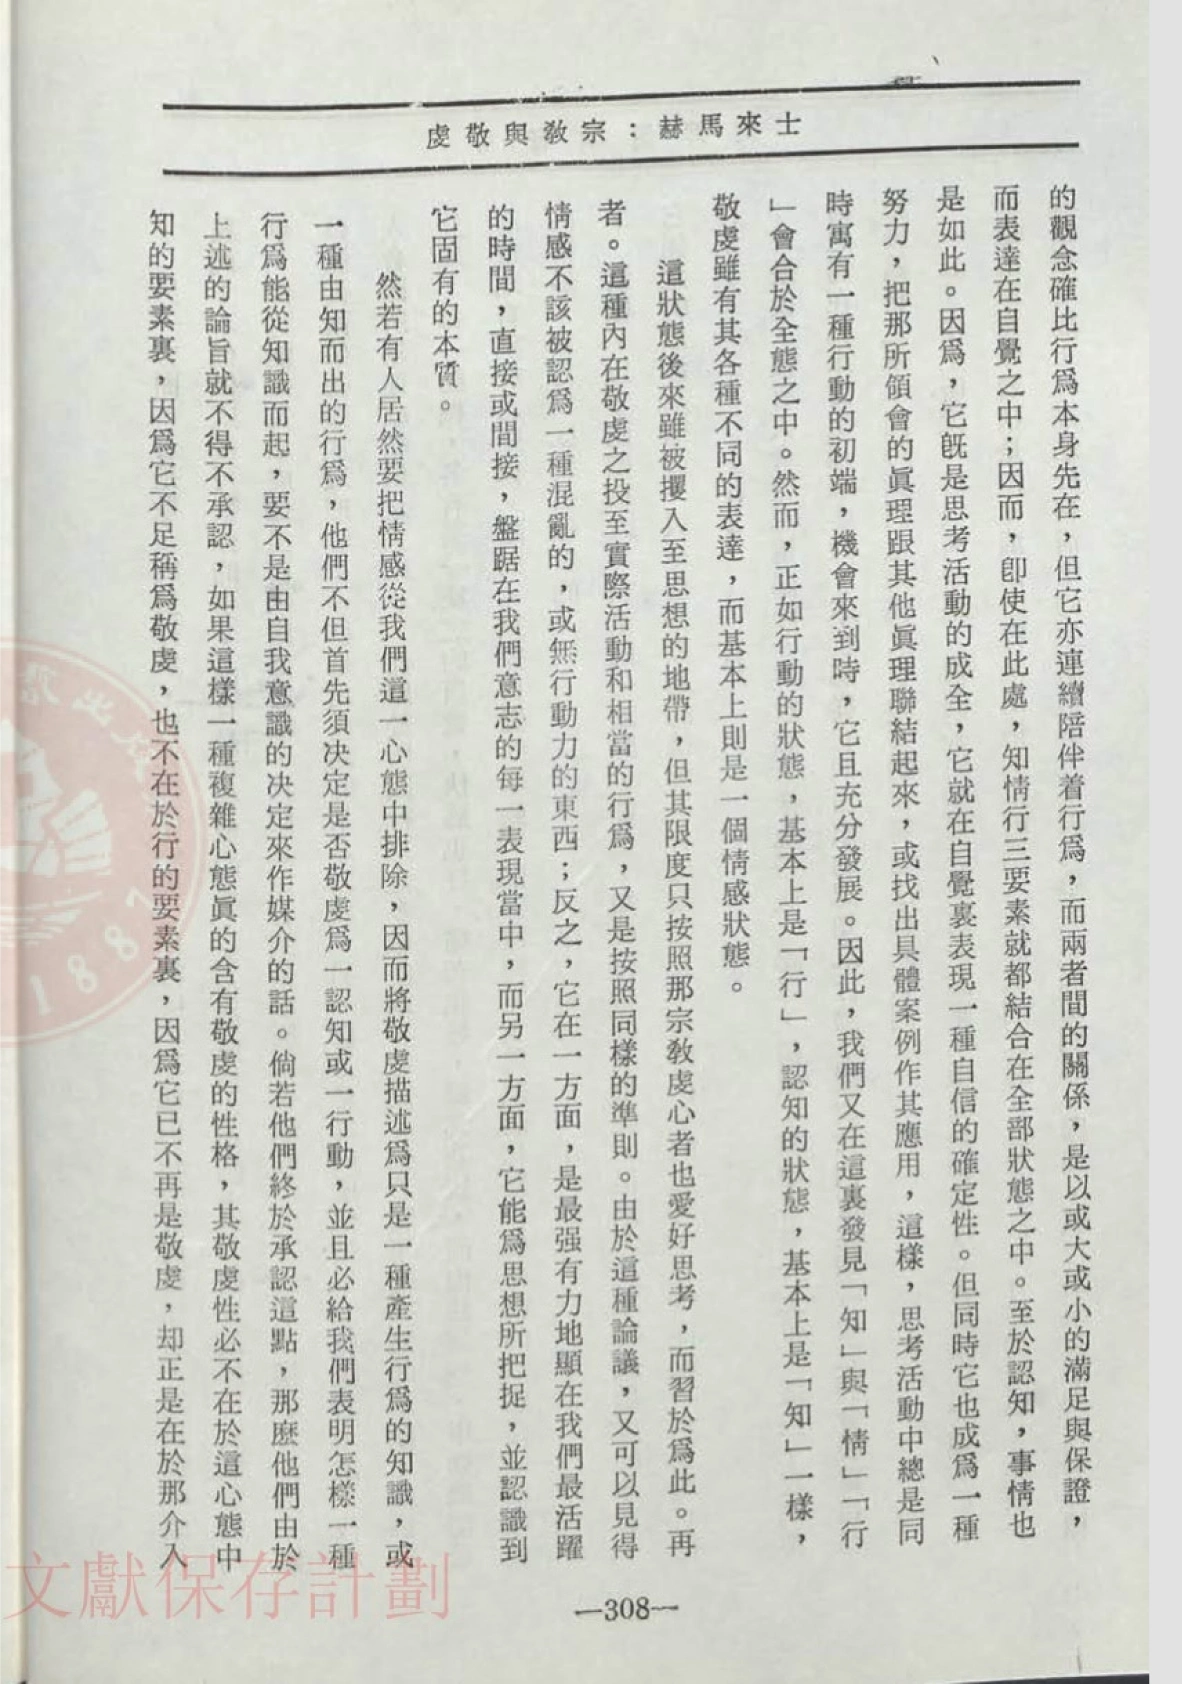 士來馬赫：宗教與敬虔
的觀念確比行爲本身先在，但它亦連續陪伴着行爲，而兩者間的關係，是以或大或小的滿足與保證，
而表達在自覺之中；因而，卽使在此處，知情行三要素就都結合在全部狀態之中。至於認知，事情也
是如此。因爲，它旣是思考活動的成全，它就在自覺裏表現一種自信的確定性。但同時它也成爲一種
努力，把那所領會的眞理跟其他眞理聯結起來，或找出具體案例作其應用，這樣，思考活動中總是同
時寓有一種行動的初端，機會來到時，它且充分發展。因此，我們又在這裏發見「知」與「情」「行
」會合於全態之中。然而，正如行動的狀態，基本上是「行」，認知的狀態，基本上是「知」一樣，
敬虔雖有其各種不同的表達，而基本上則是一個情感狀態。
這狀態後來雖被攫入至思想的地帶，但其限度只按照那宗教虔心者也愛好思考，而習於爲此。再
者。這種內在敬虔之投至實際活動和相當的行爲，又是按照同樣的準則。由於這種論議，又可以見得
情感不該被認爲一種混亂的，或無行動力的東西；反之，它在一方面，是最强有力地顯在我們最活躍
的時間，直接或間接，盤踞在我們意志的每一表現當中，而另一方面，它能爲思想所把捉，並認識到
它固有的本質。
然若有人居然要把情感從我們這一心態中排除，因而將敬虔描述爲只是一種產生行爲的知識，或
一種由知而出的行爲，他們不但首先須決定是否敬虔爲一認知或一行動，並且必給我們表明怎樣一種
行爲能從知識而起，要不是由自我意識的決定來作媒介的話。倘若他們終於承認這點，那麽他們由於
上述的論旨就不得不承認，如果這樣一種複雜心態眞的含有敬虔的性格，其敬虔性必不在於這心態中
知的要素裏，因爲它不足稱爲敬虔，也不在於行的要素裏，因爲它已不再是敬虔，却正是在於那介入
—308—
文獻保存計劃
1882